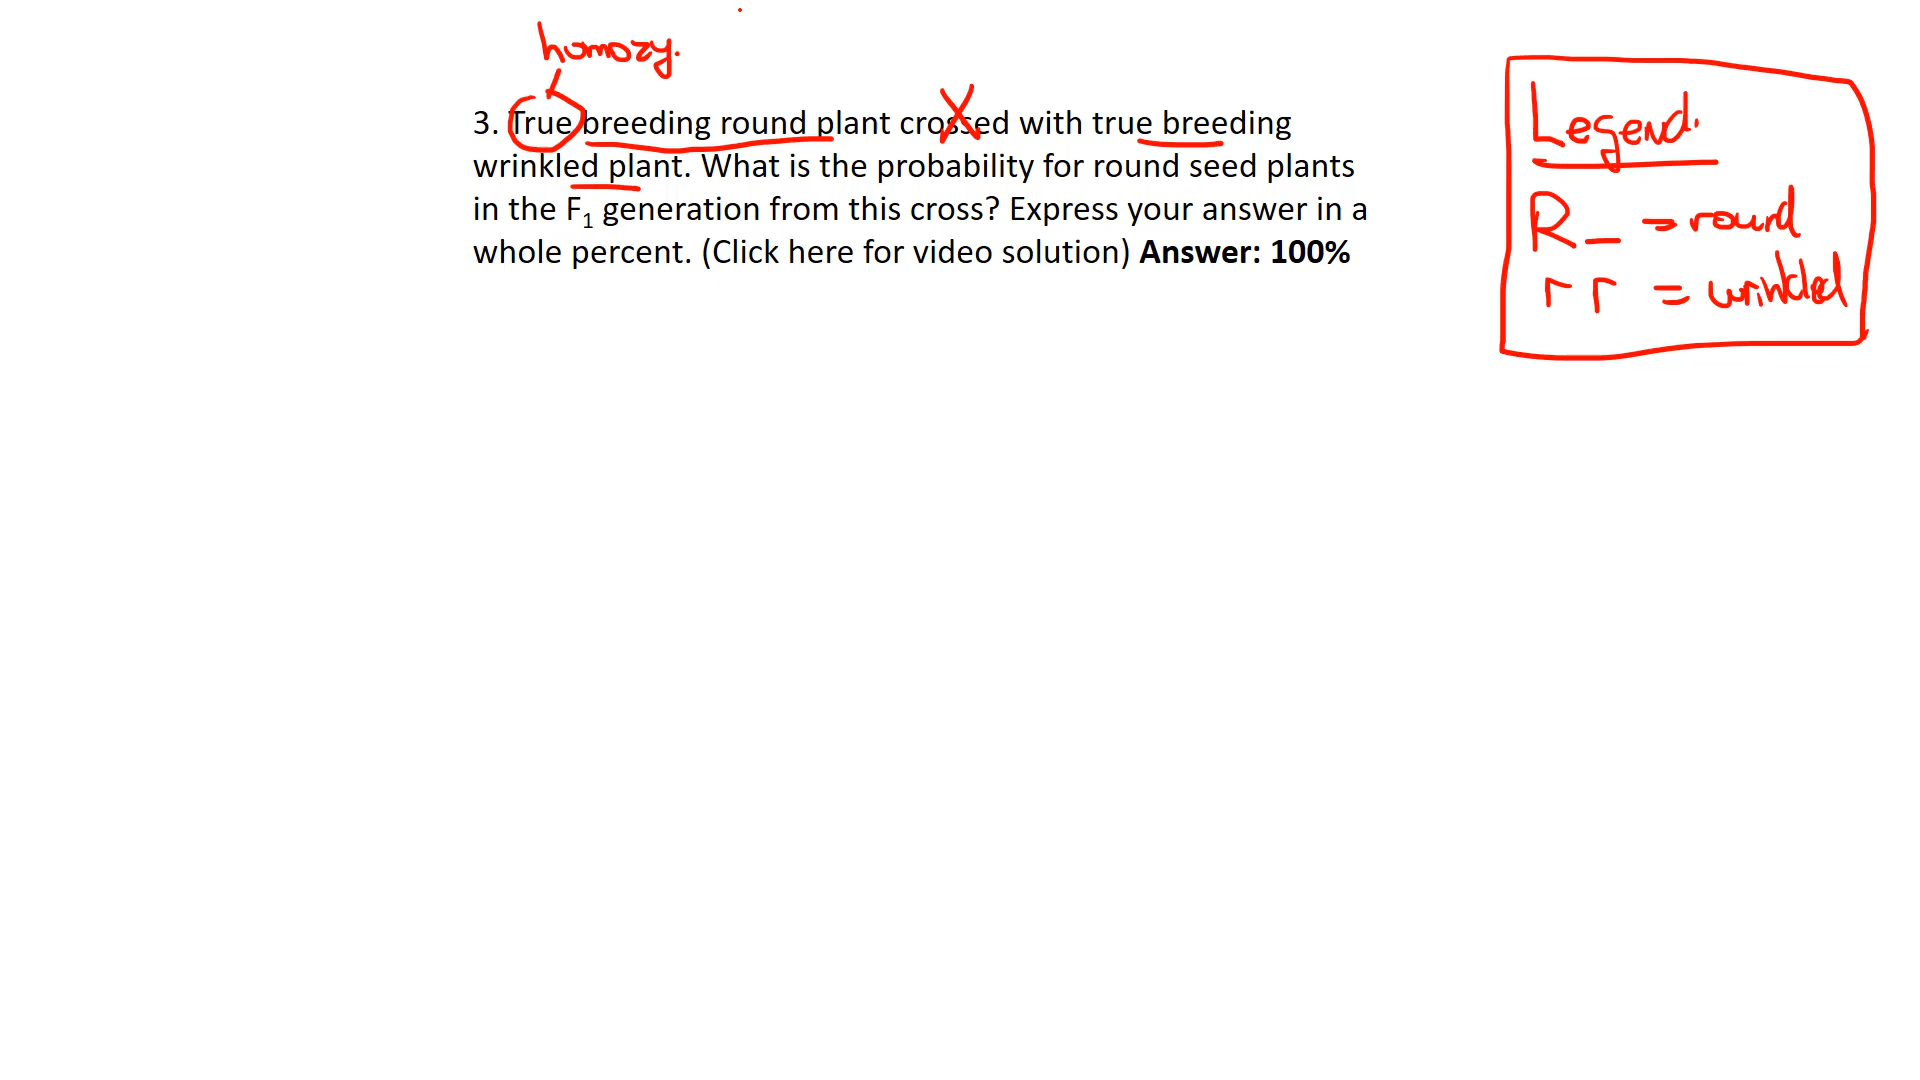 homozy.
3. True breeding round plant crossed with true breeding
wrinkled plant. What is the probability for round seed plants
in the F₁ generation from this cross? Express your answer in a
whole percent. (Click here for video solution) Answer: 100%
X
Legend.
R_ = round
rr = wrinkled